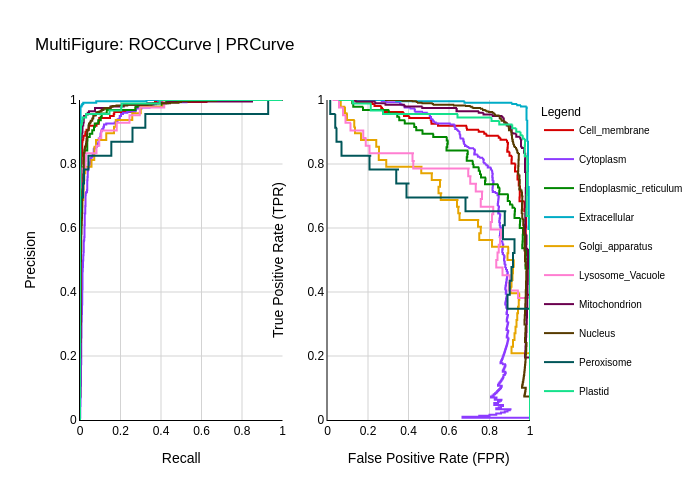 MultiFigure: ROCCurve | PRCurve
Precision
1
0.8
0.6
0.4
0.2
0
0 0.2 0.4 0.6 0.8 1
Recall
True Positive Rate (TPR)
1
0.8
0.6
0.4
0.2
0
0 0.2 0.4 0.6 0.8 1
False Positive Rate (FPR)
Legend
Cell_membrane
Cytoplasm
Endoplasmic_reticulum
Extracellular
Golgi_apparatus
Lysosome_Vacuole
Mitochondrion
Nucleus
Peroxisome
Plastid